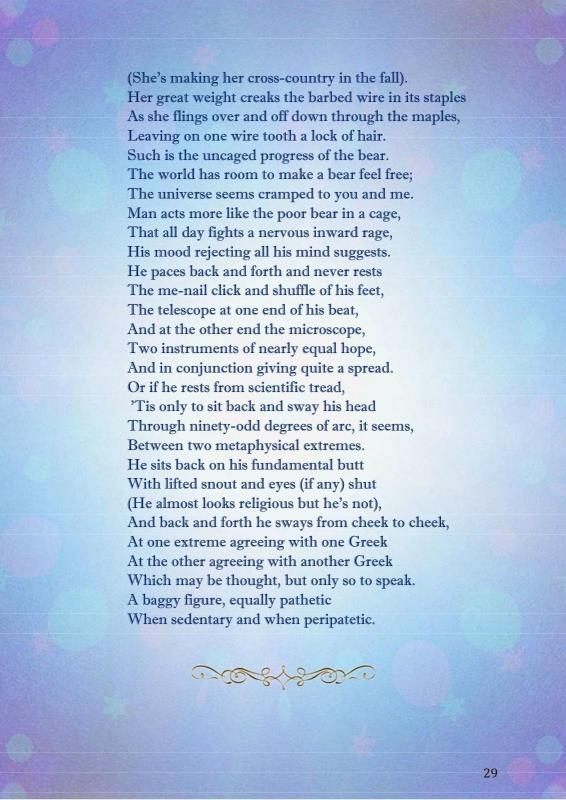 (She's making her cross-country in the fall).
Her great weight creaks the barbed wire in its staples
As she flings over and off down through the maples,
Leaving on one wire tooth a lock of hair.
Such is the uncaged progress of the bear.
The world has room to make a bear feel free;
The universe seems cramped to you and me.
Man acts more like the poor bear in a cage,
That all day fights a nervous inward rage,
His mood rejecting all his mind suggests.
He paces back and forth and never rests
The me-nail click and shuffle of his feet,
The telescope at one end of his beat,
And at the other end the microscope,
Two instruments of nearly equal hope,
And in conjunction giving quite a spread.
Or if he rests from scientific tread,
’Tis only to sit back and sway his head
Through ninety-odd degrees of arc, it seems,
Between two metaphysical extremes.
He sits back on his fundamental butt
With lifted snout and eyes (if any) shut
(He almost looks religious but he's not),
And back and forth he sways from cheek to cheek,
At one extreme agreeing with one Greek
At the other agreeing with another Greek
Which may be thought, but only so to speak.
A baggy figure, equally pathetic
When sedentary and when peripatetic.
29